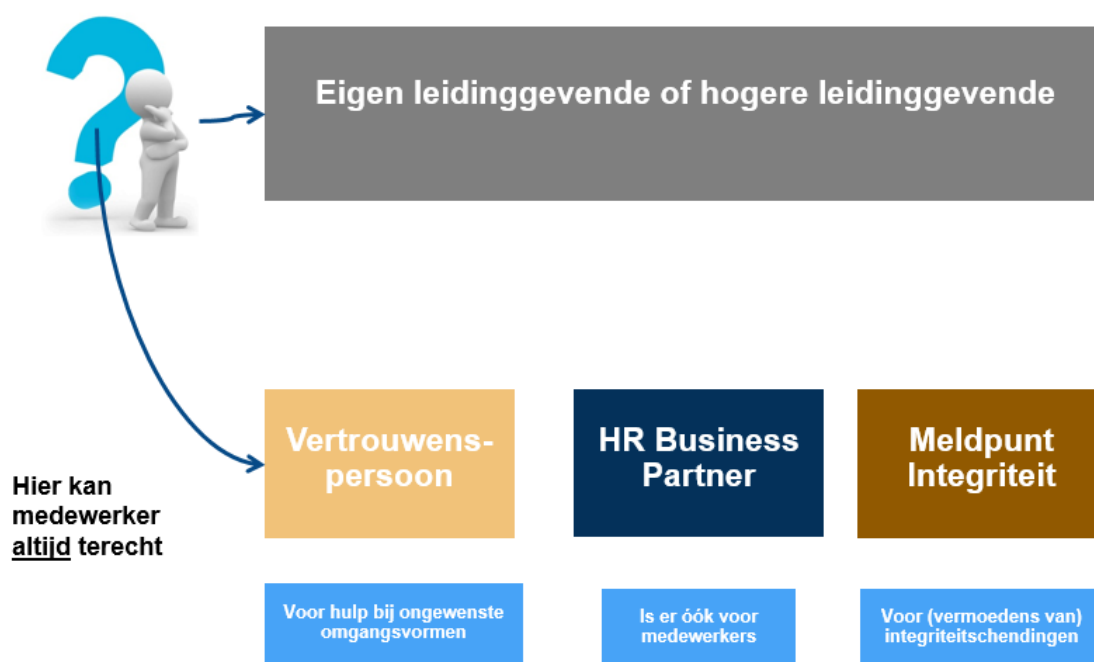 Eigen leidinggevende of hogere leidinggevende
Vertrouwens-
persoon
HR Business
Partner
Meldpunt
Integriteit
Hier kan
medewerker
altijd terecht
Voor hulp bij ongewenste
omgangsvormen
Is er óók voor
medewerkers
Voor (vermoedens van)
integriteitschendingen